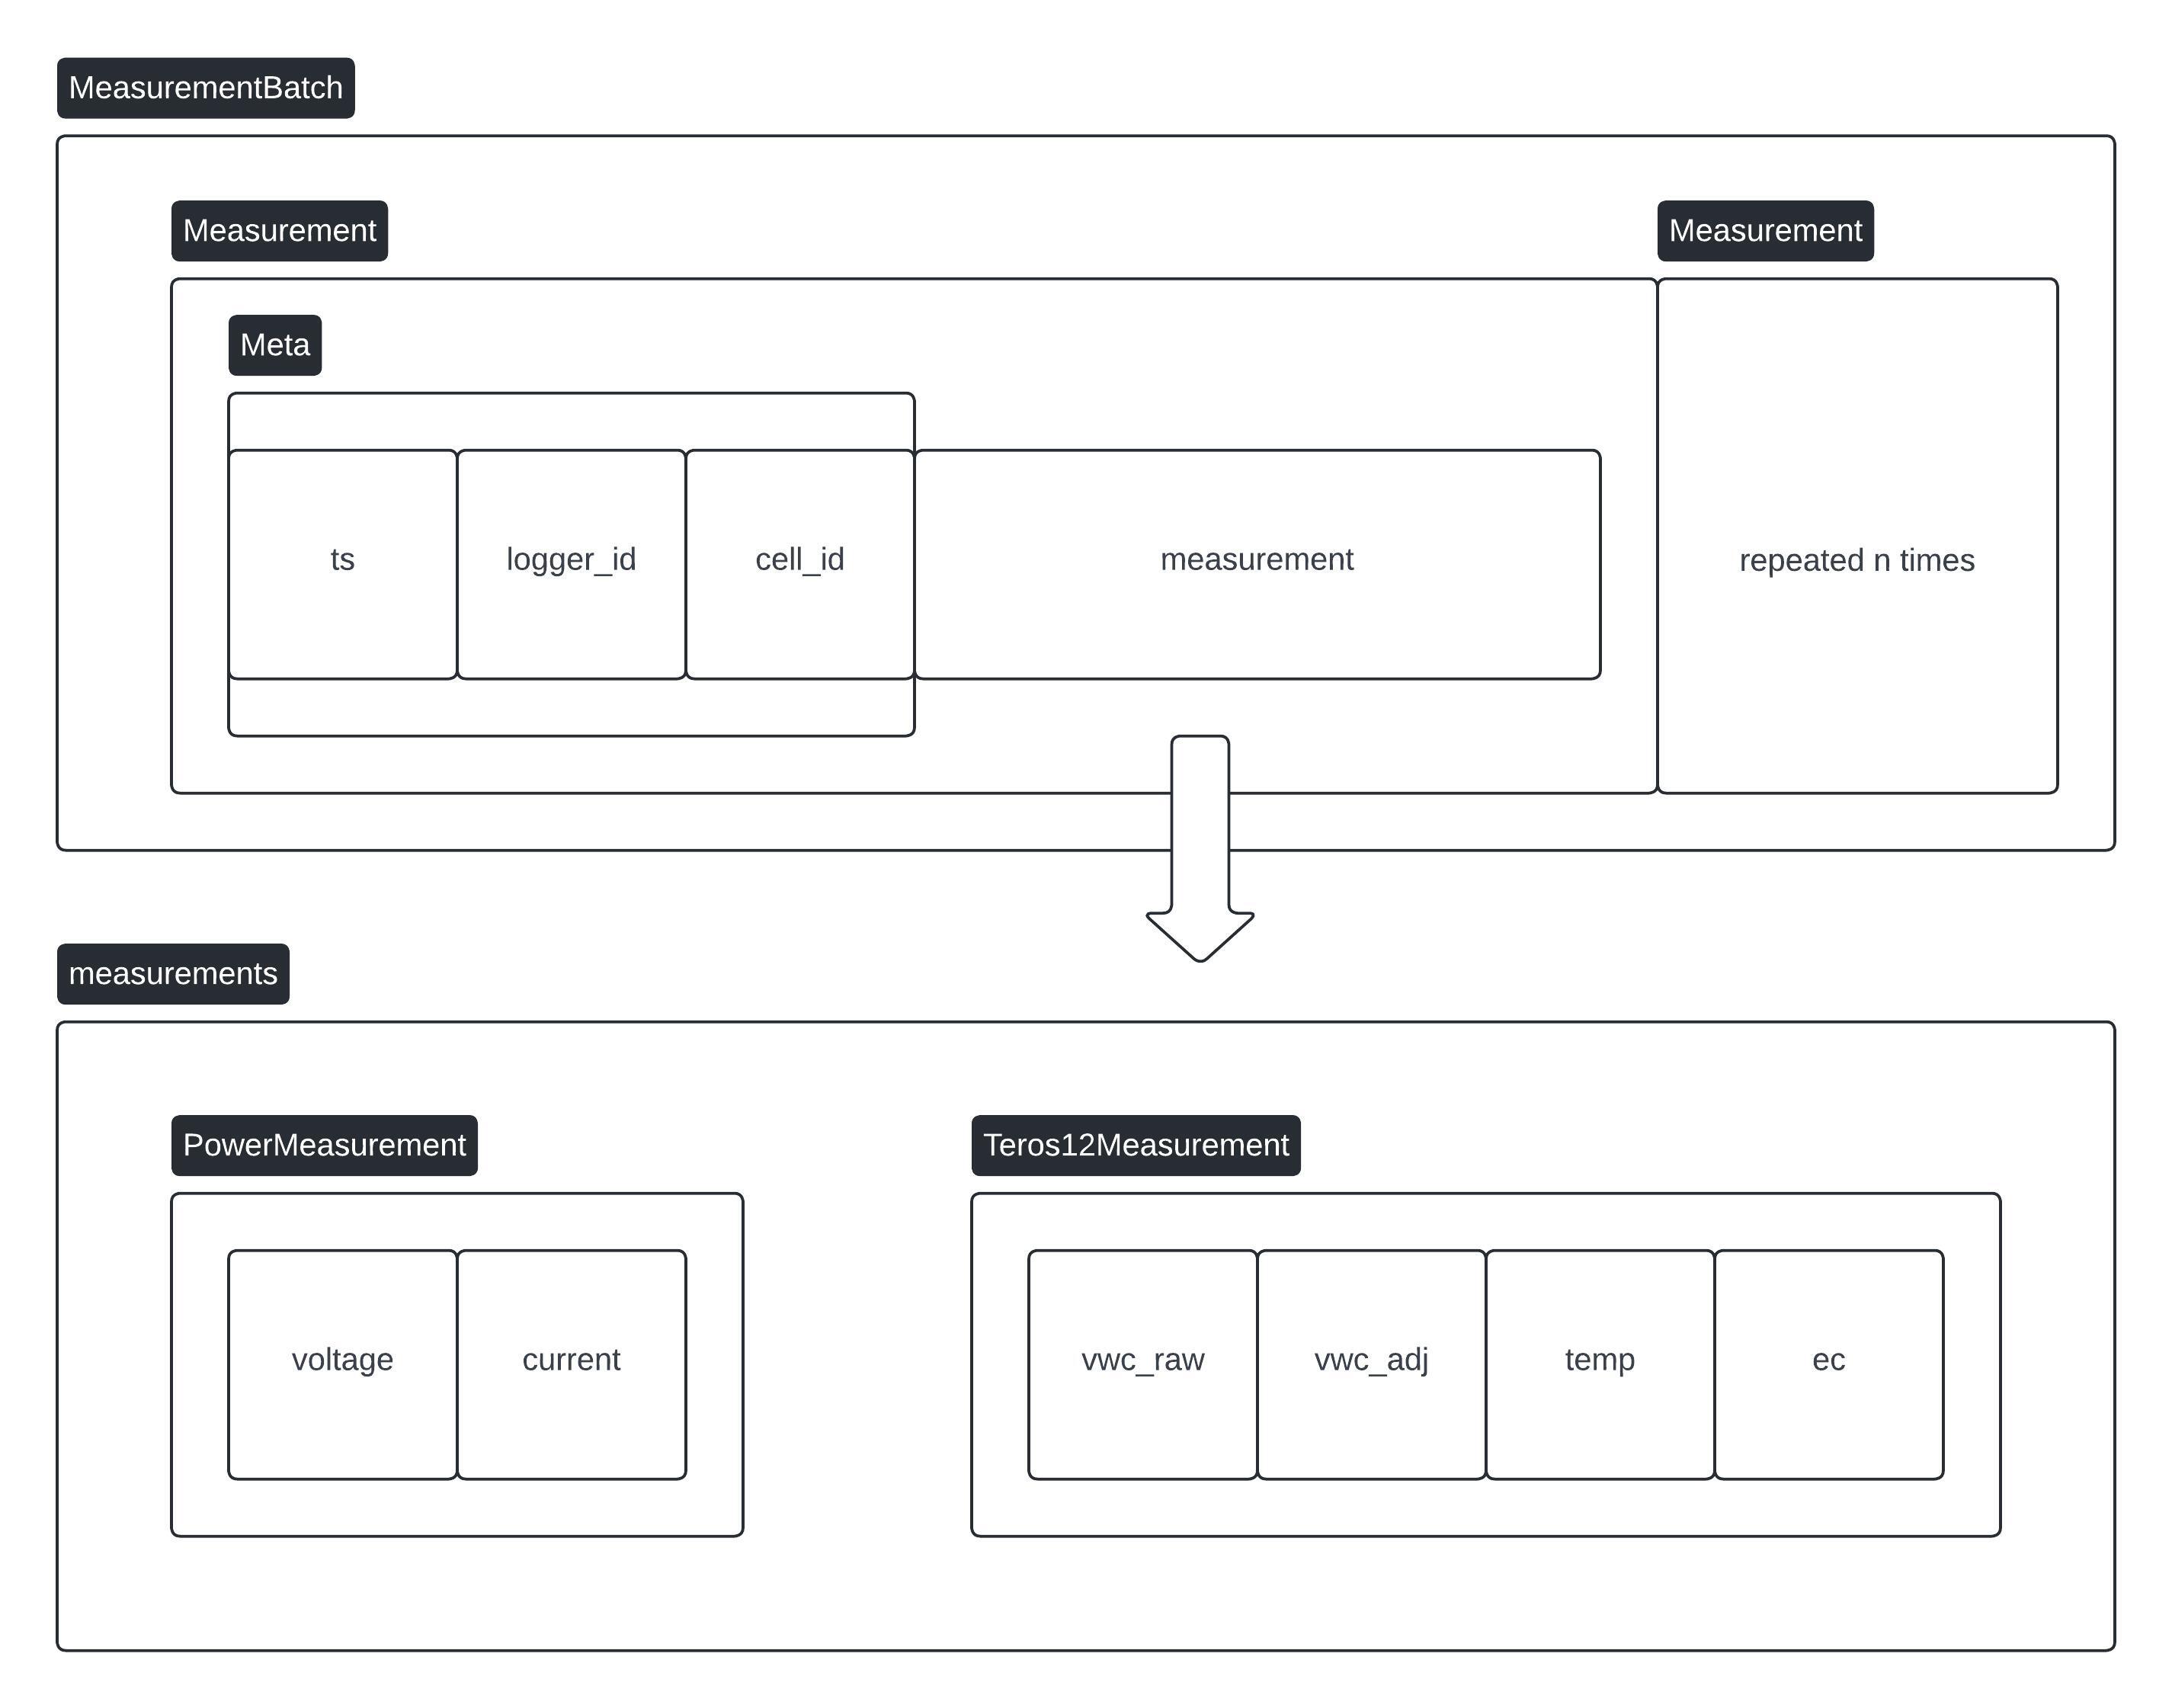 MeasurementBatch
Measurement
Measurement
Meta
ts
logger_id
cell_id
measurement
repeated n times
measurements
PowerMeasurement
Teros12Measurement
voltage
current
vwc_raw
vwc_adj
temp
ec